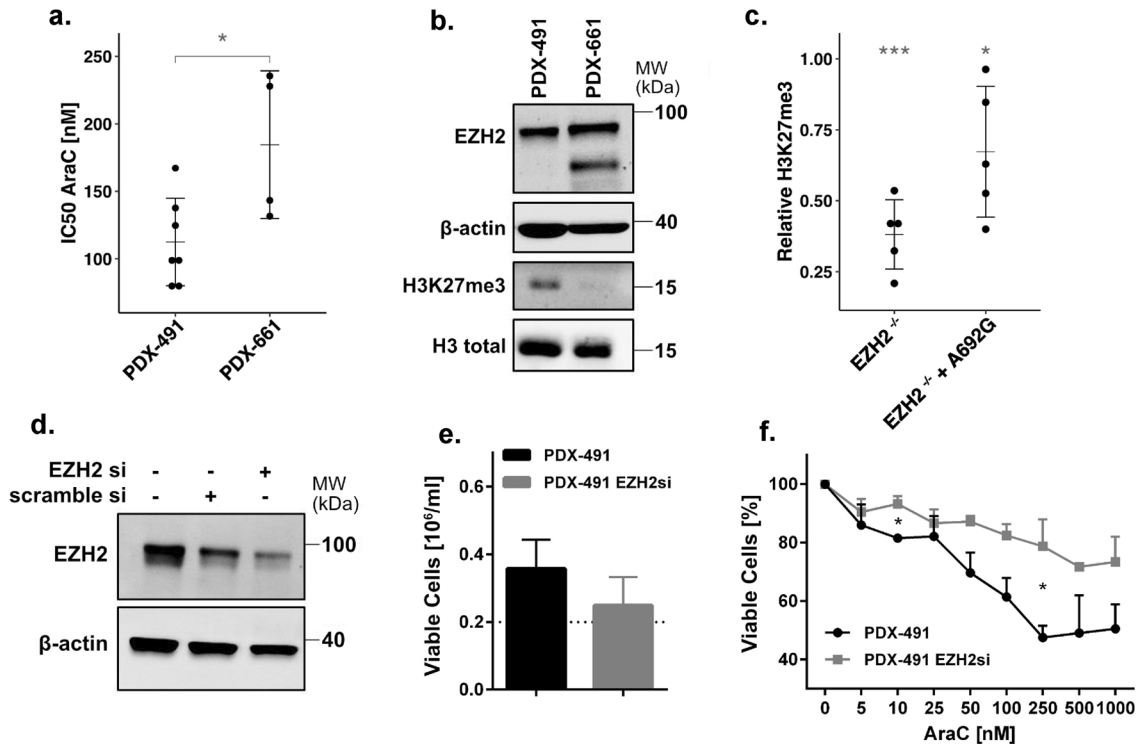 a.
IC50 AraC [nM]
250
200
150
100
*
PDX-491
PDX-661
b.
PDX-491
PDX-661
MW
(kDa)
EZH2
100
β-actin
40
H3K27me3
15
H3 total
15
c.
Relative H3K27me3
1.00
0.75
0.50
0.25
***
*
EZH2 -/-
EZH2 -/- + A692G
d.
EZH2 si - - +
scramble si - + -
MW
(kDa)
EZH2
100
β-actin
40
e.
PDX-491
PDX-491 EZH2si
Viable Cells [10⁶/ml]
0.6
0.4
0.2
0.0
f.
Viable Cells [%]
100
80
60
40
*
*
PDX-491
PDX-491 EZH2si
0 5 10 25 50 100 250 500 1000
AraC [nM]